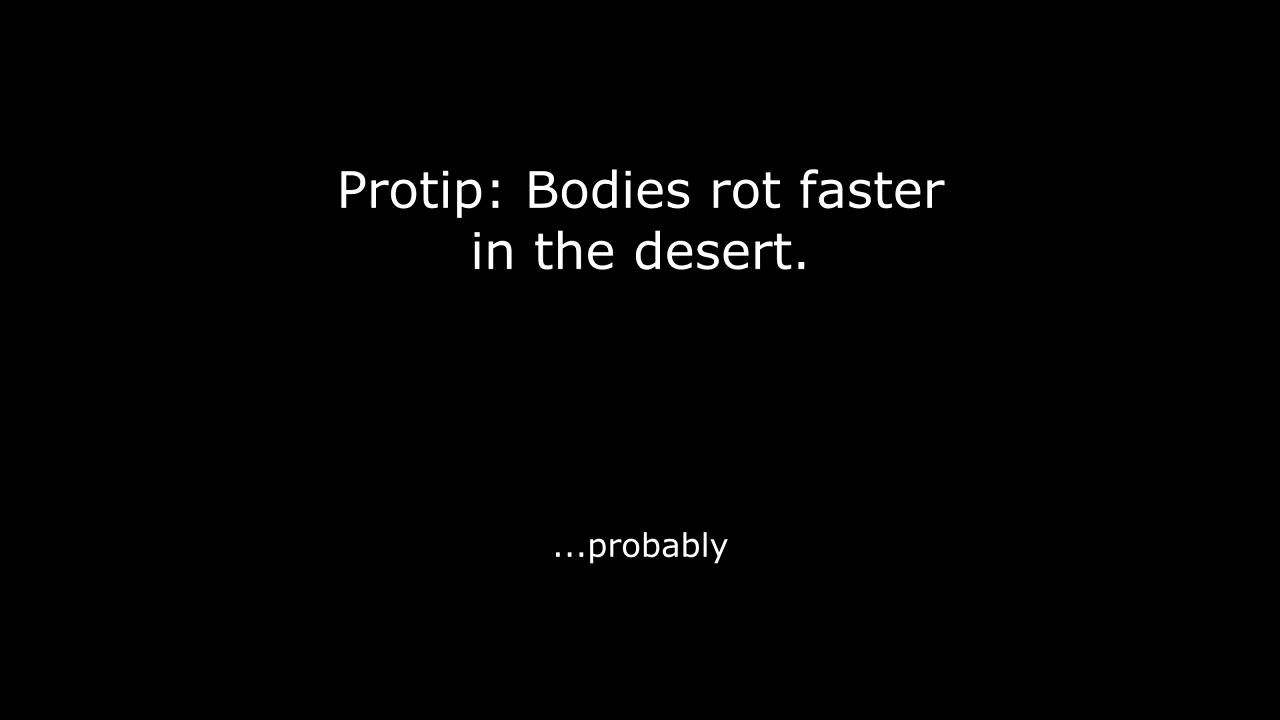 Protip: Bodies rot faster
in the desert.
...probably